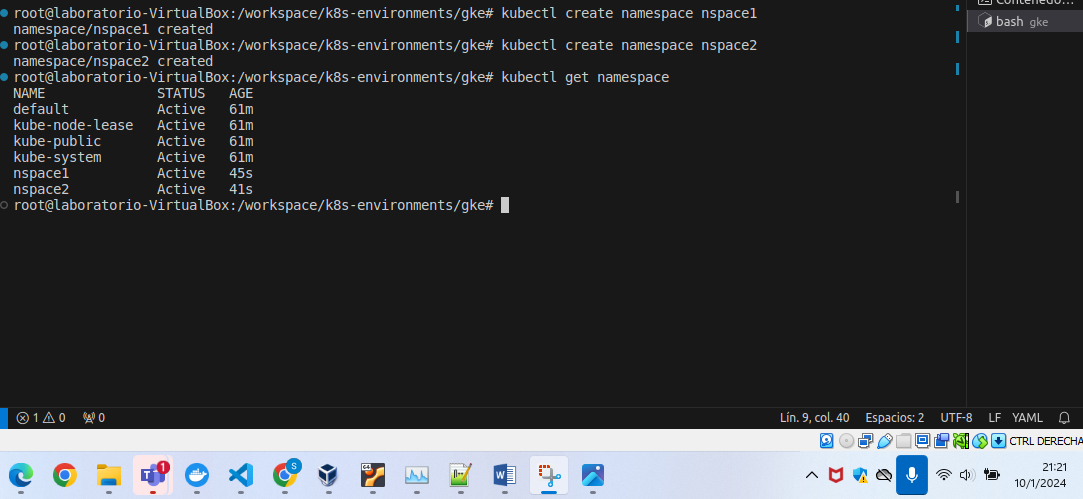 root@laboratorio-VirtualBox:/workspace/k8s-environments/gke# kubectl create namespace nspace1
namespace/nspace1 created
root@laboratorio-VirtualBox:/workspace/k8s-environments/gke# kubectl create namespace nspace2
namespace/nspace2 created
root@laboratorio-VirtualBox:/workspace/k8s-environments/gke# kubectl get namespace
NAME STATUS AGE
default Active 61m
kube-node-lease Active 61m
kube-public Active 61m
kube-system Active 61m
nspace1 Active 45s
nspace2 Active 41s
root@laboratorio-VirtualBox:/workspace/k8s-environments/gke#
Contenedo...
bash gke
1 0 0 Lín. 9, col. 40 Espacios: 2 UTF-8 LF YAML
CTRL DERECHA
1 S
21:21
10/1/2024